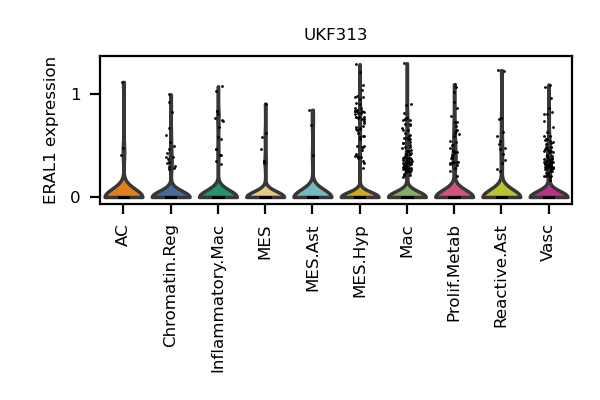 UKF313
ERAL1 expression
1
0
AC
Chromatin.Reg
Inflammatory.Mac
MES
MES.Ast
MES.Hyp
Mac
Prolif.Metab
Reactive.Ast
Vasc